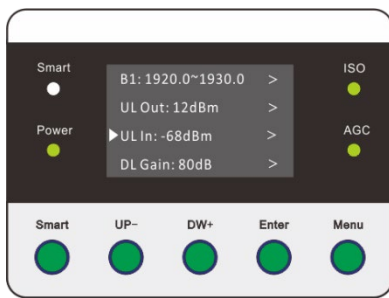 Smart
ISO
B1: 1920.0~1930.0 >
UL Out: 12dBm >
Power
AGC
UL In: -68dBm >
DL Gain: 80dB >
Smart UP- DW+ Enter Menu